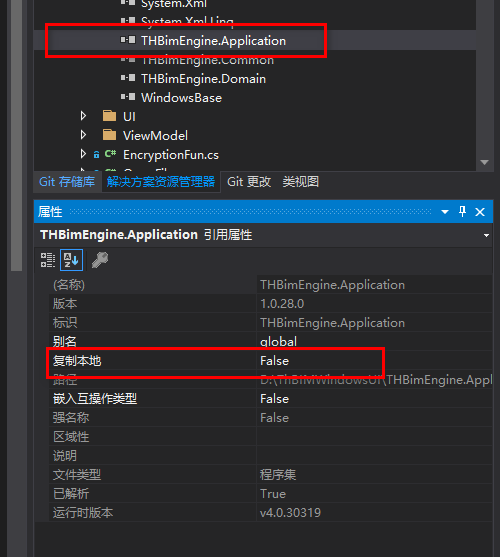 System.Xml
System.Xml.Linq
THBimEngine.Application
THBimEngine.Common
THBimEngine.Domain
WindowsBase
UI
ViewModel
C# EncryptionFun.cs
Git 存储库 解决方案资源管理器 Git 更改 类视图
属性
THBimEngine.Application 引用属性
(名称) THBimEngine.Application
版本 1.0.28.0
标识 THBimEngine.Application
别名 global
复制本地 False
路径 D:\ThBIMWindowsUI\THBimEngine.Appl
嵌入互操作类型 False
强名称 False
区域性
说明
文件类型 程序集
已解析 True
运行时版本 v4.0.30319